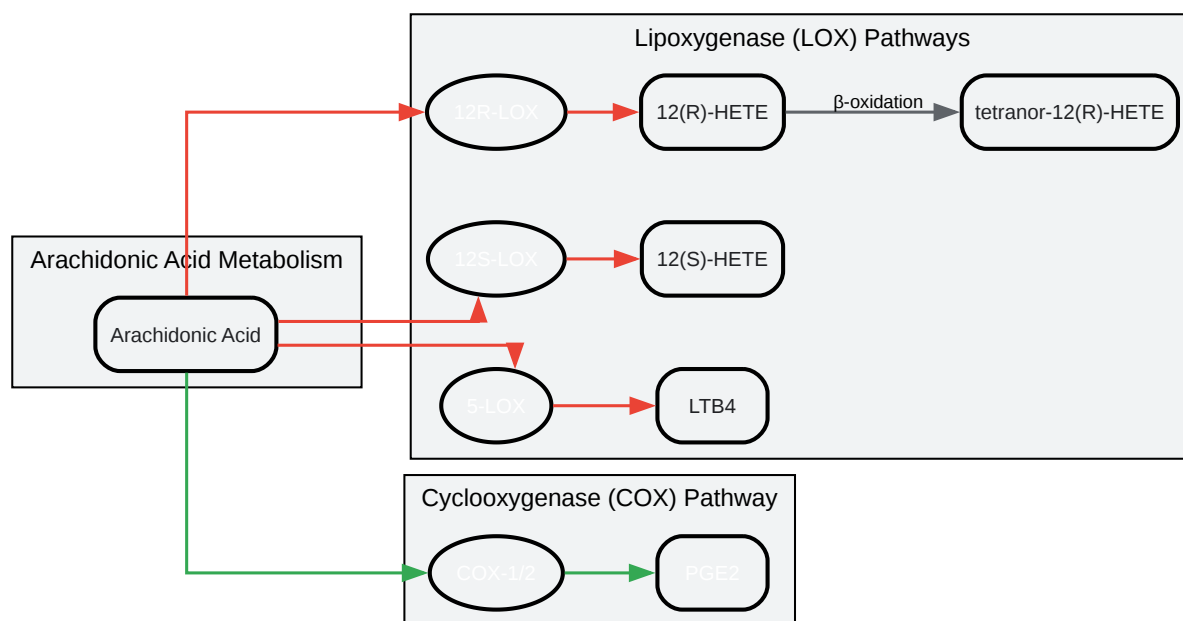 Lipoxygenase (LOX) Pathways
12R-LOX
12(R)-HETE
β-oxidation
tetranor-12(R)-HETE
12S-LOX
12(S)-HETE
Arachidonic Acid Metabolism
Arachidonic Acid
5-LOX
LTB4
Cyclooxygenase (COX) Pathway
COX-1/2
PGE2